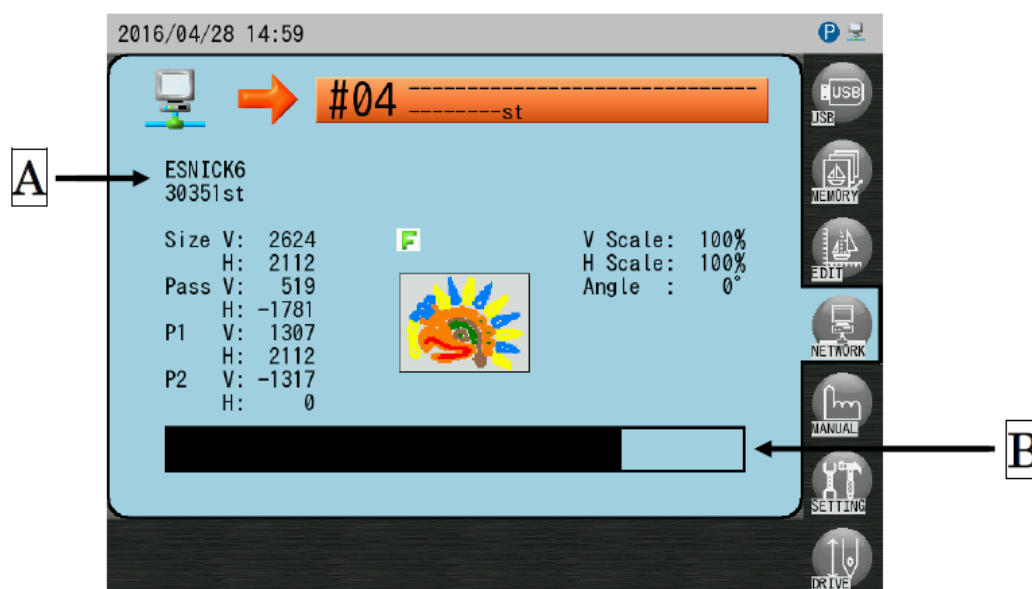 2016/04/28 14:59
P
#04 ------------------------------
--------st
USB
USB
A
ESNICK6
30351st
MEMORY
Size V: 2624
H: 2112
Pass V: 519
H: -1781
P1 V: 1307
H: 2112
P2 V: -1317
H: 0
F
V Scale: 100%
H Scale: 100%
Angle : 0°
EDIT
NETWORK
MANUAL
B
SETTING
DRIVE